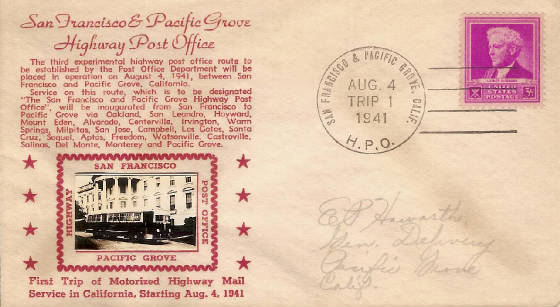 San Francisco & Pacific Grove
Highway Post Office
The third experimental highway post office route to
be established by the Post Office Department will be
placed in operation on August 4, 1941, between San
Francisco and Pacific Grove, California.
Service on this route, which is to be designated
"The San Francisco and Pacific Grove Highway Post
Office", will be inaugurated from San Francisco to
Pacific Grove via Oakland, San Leandro, Hayward,
Mount Eden, Alvarado, Centerville, Irvington, Warm
Springs, Milpitas, San Jose, Campbell, Los Gatos, Santa
Cruz, Soquel, Aptos, Freedom, Watsonville, Castroville,
Salinas, Del Monte, Monterey and Pacific Grove.
SAN FRANCISCO
HIGHWAY
POST OFFICE
PACIFIC GROVE
First Trip of Motorized Highway Mail
Service in California, Starting Aug. 4, 1941
SAN FRANCISCO & PACIFIC GROVE, CALIF.
AUG. 4
TRIP 1
1941
H.P.O.
LUTHER BURBANK
UNITED STATES
POSTAGE
3¢
E P Haworth
Gen. Delivery
Pacific Grove
Calif.